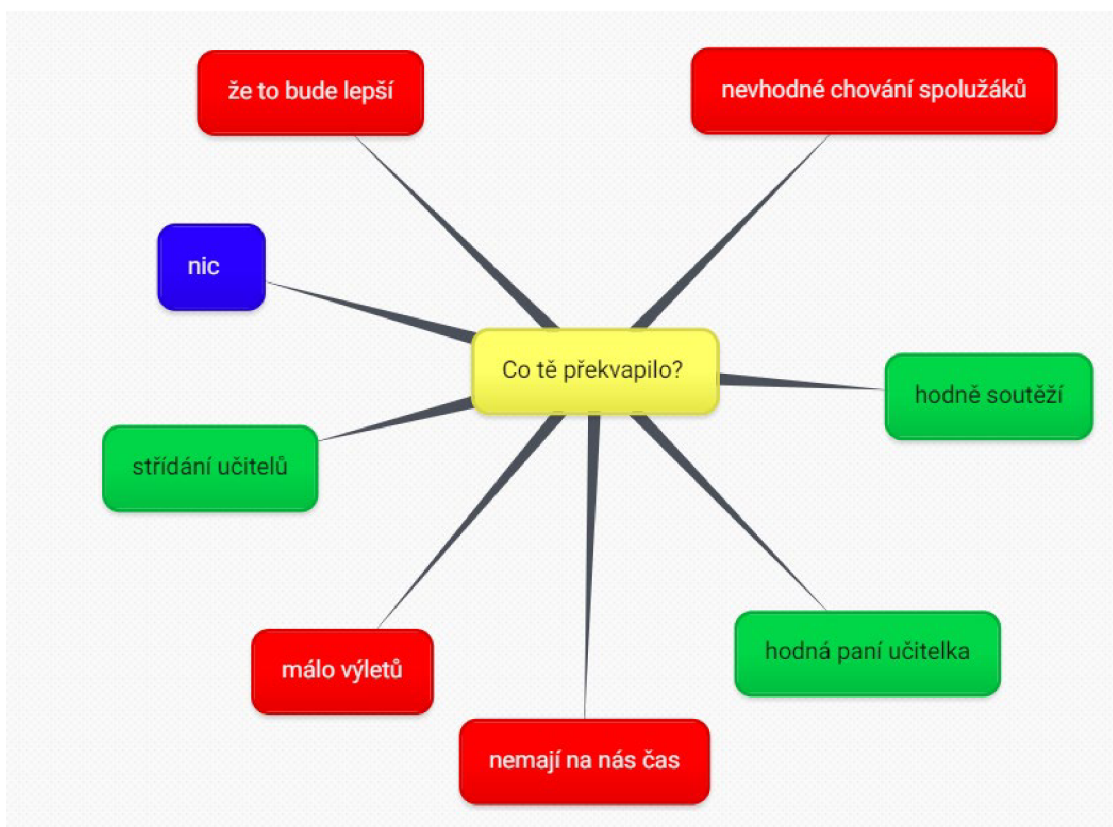 že to bude lepší
nevhodné chování spolužáků
nic
Co tě překvapilo?
hodně soutěží
střídání učitelů
hodná paní učitelka
málo výletů
nemají na nás čas